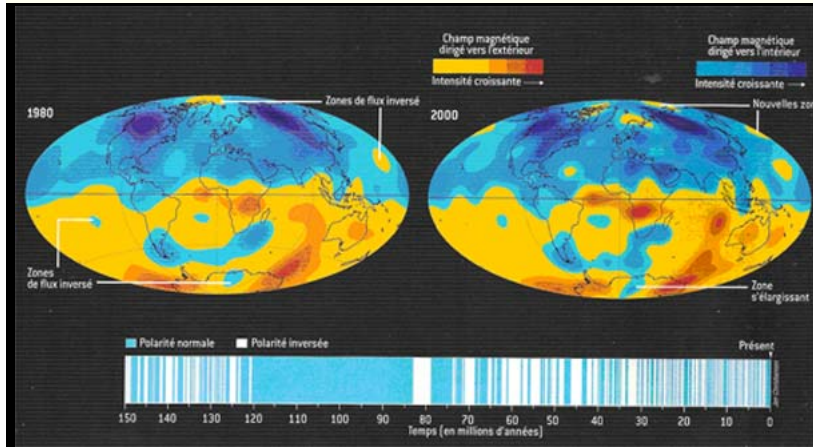 Champ magnétique
dirigé vers l'extérieur
Intensité croissante →
Champ magnétique
dirigé vers l'intérieur
Intensité croissante →
1980
Zones de flux inversé
2000
Nouvelles zon
Zones
de flux inversé
Zone
s'élargissant
Polarité normale
Polarité inversée
Présent
150 140 130 120 110 100 90 80 70 60 50 40 30 20 10 0
Temps (en millions d'années)